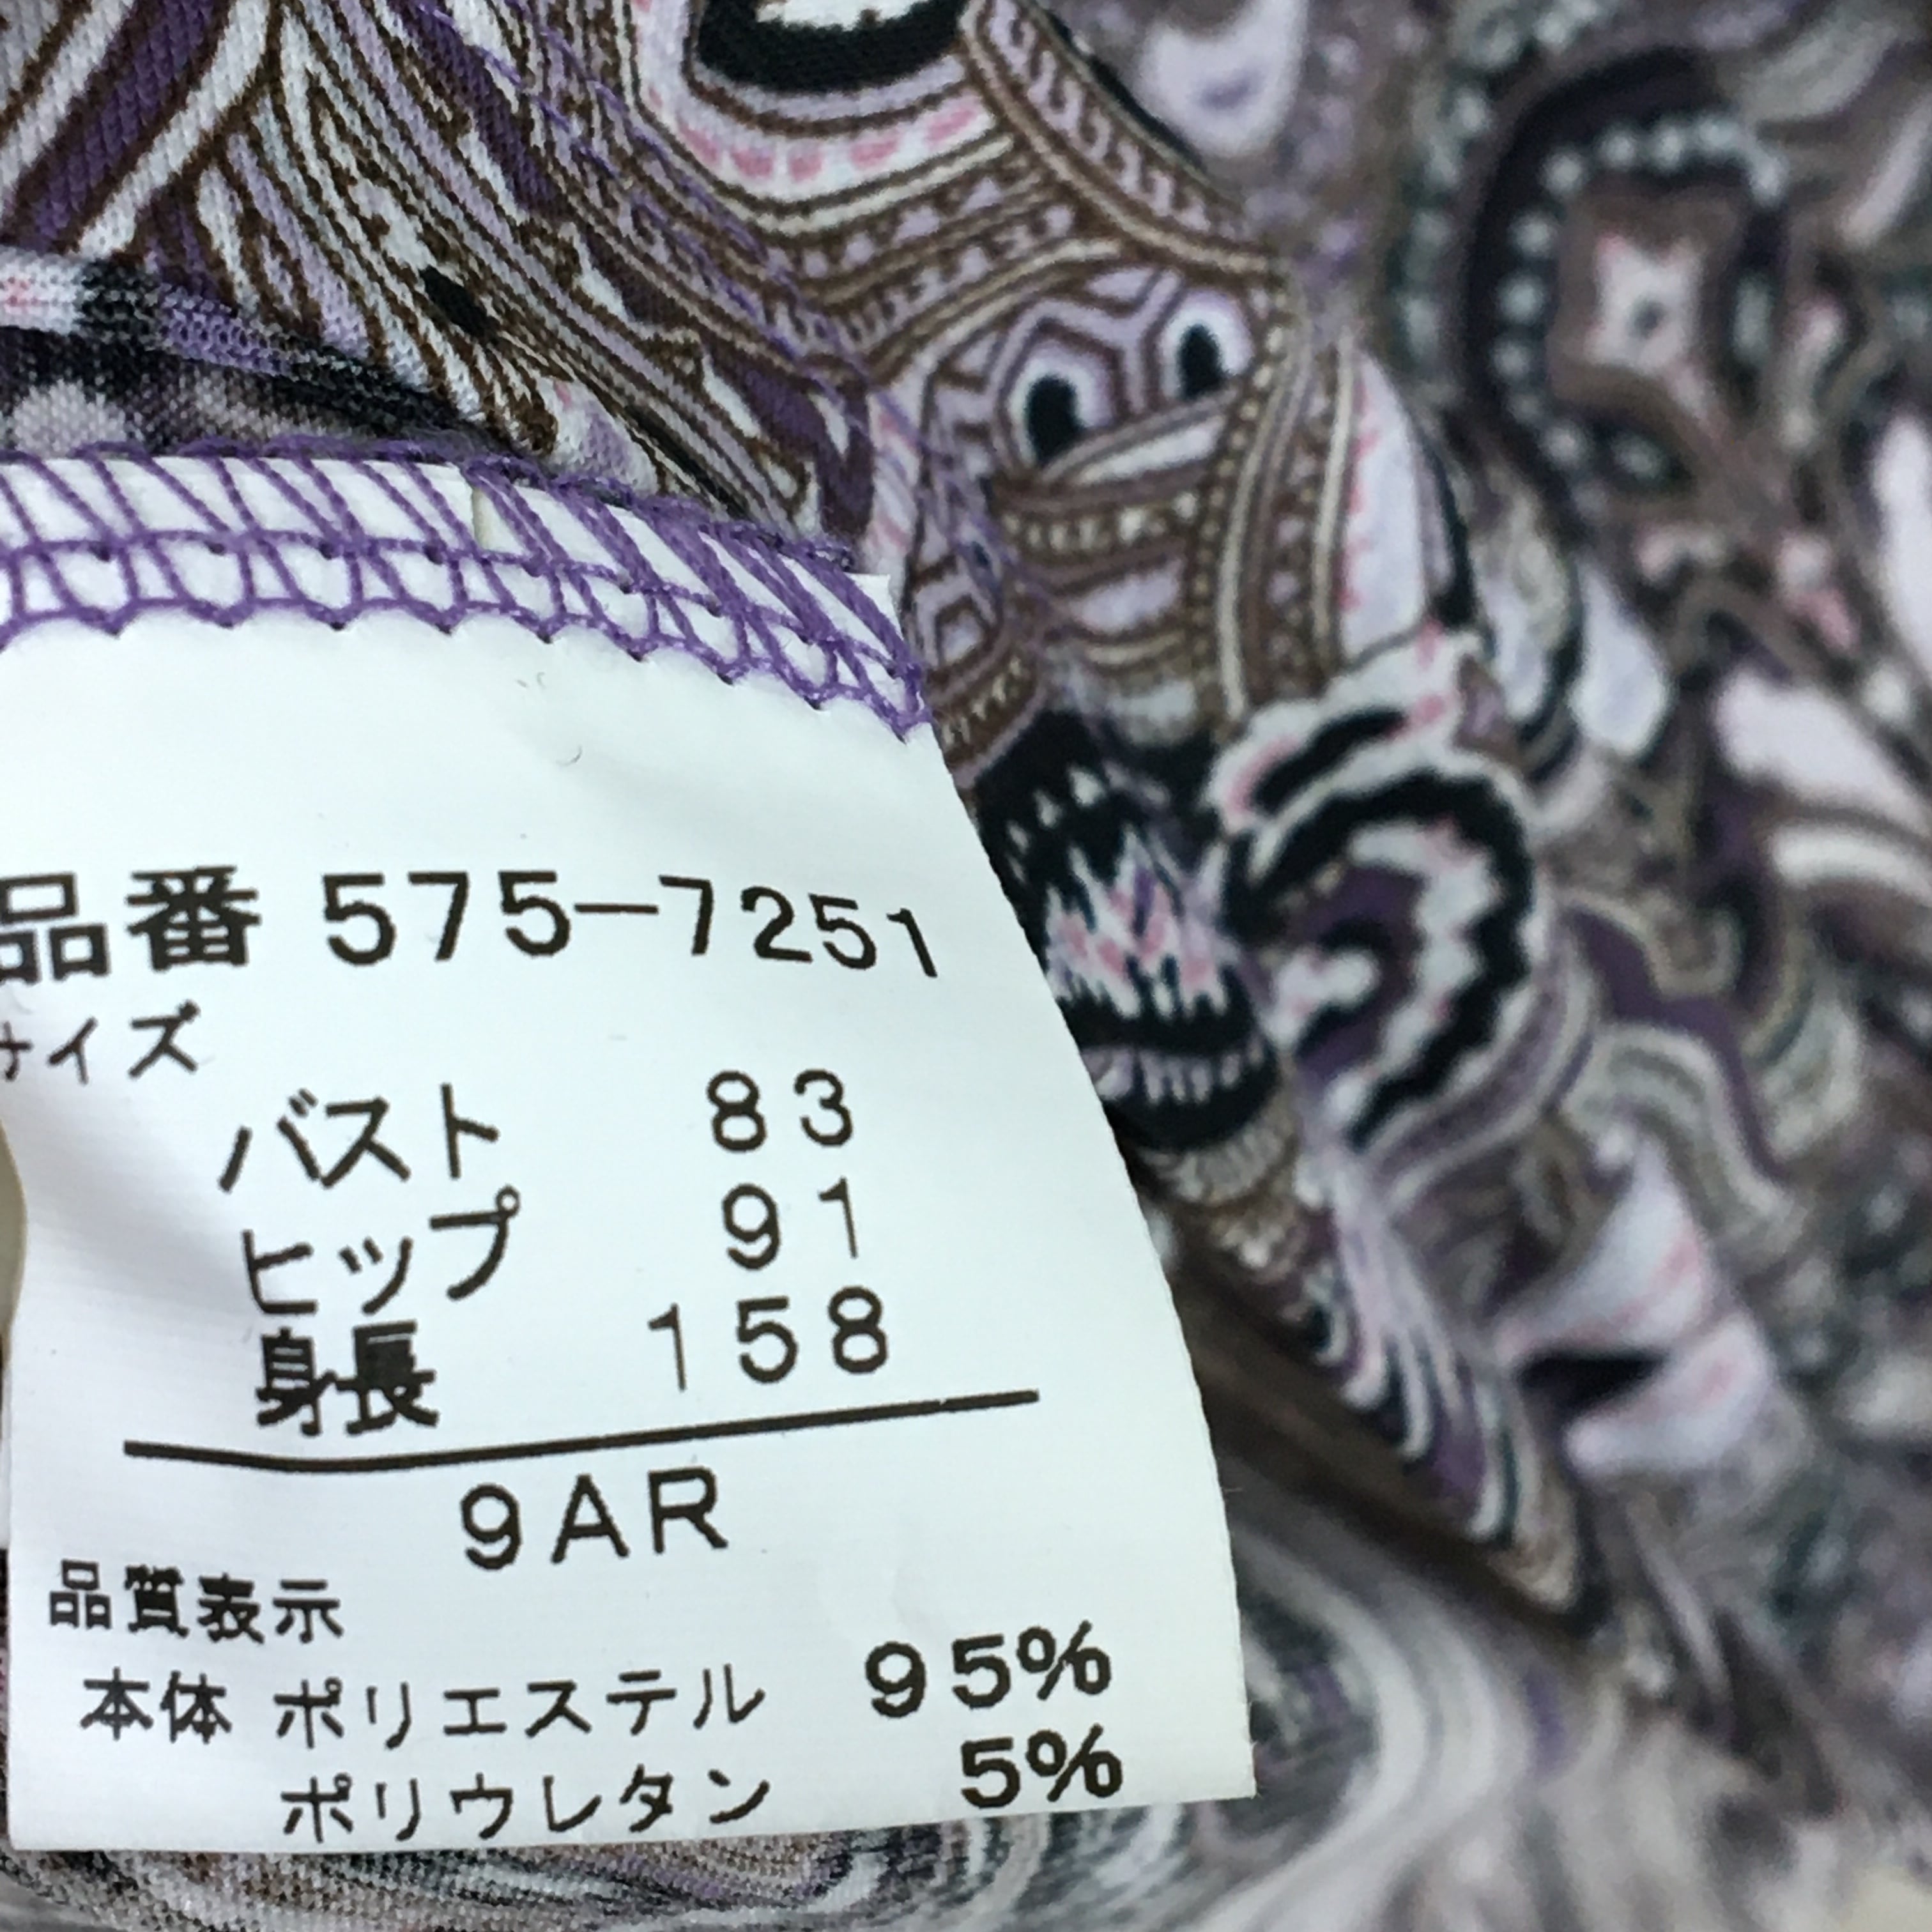 品番 575-7251
サイズ
バスト 83
ヒップ 91
身長 158
9AR
品質表示
本体 ポリエステル 95%
ポリウレタン 5%